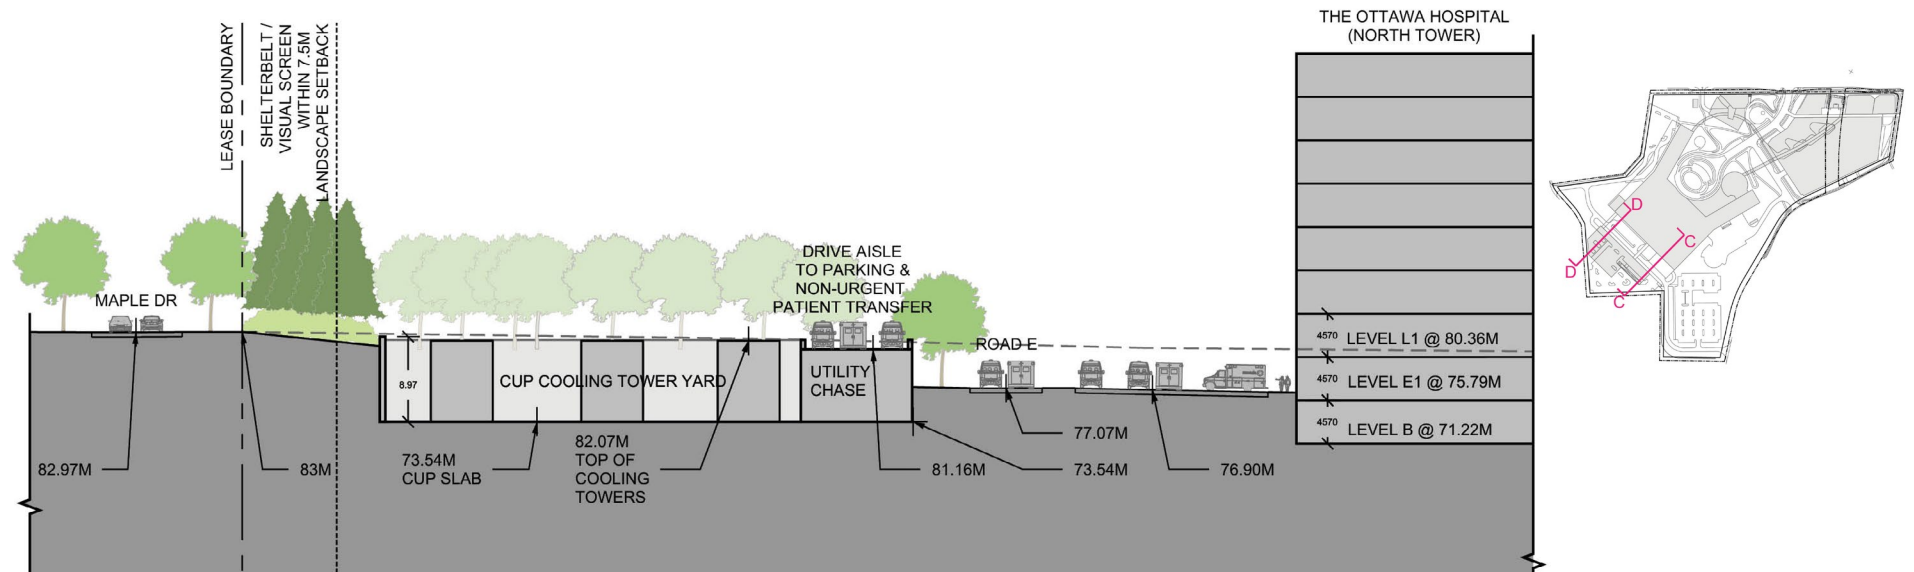 LEASE BOUNDARY
SHELTERBELT /
VISUAL SCREEN
WITHIN 7.5M
LANDSCAPE SETBACK
THE OTTAWA HOSPITAL
(NORTH TOWER)
MAPLE DR
DRIVE AISLE
TO PARKING &
NON-URGENT
PATIENT TRANSFER
ROAD E
4570 LEVEL L1 @ 80.36M
4570 LEVEL E1 @ 75.79M
4570 LEVEL B @ 71.22M
8.97
CUP COOLING TOWER YARD
UTILITY
CHASE
82.97M
83M
73.54M
CUP SLAB
82.07M
TOP OF
COOLING
TOWERS
81.16M
77.07M
73.54M
76.90M
D
D
C
C